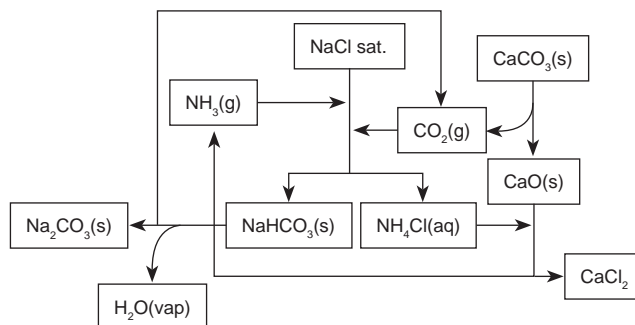 NaCl sat.
CaCO₃(s)
NH₃(g)
CO₂(g)
CaO(s)
Na₂CO₃(s)
NaHCO₃(s)
NH₄Cl(aq)
H₂O(vap)
CaCl₂